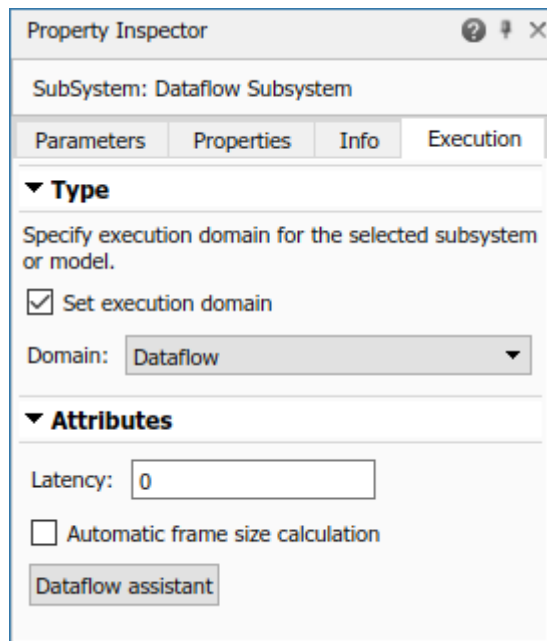 Property Inspector
SubSystem: Dataflow Subsystem
Parameters Properties Info Execution
Type
Specify execution domain for the selected subsystem
or model.
Set execution domain
Domain: Dataflow
Attributes
Latency: 0
Automatic frame size calculation
Dataflow assistant